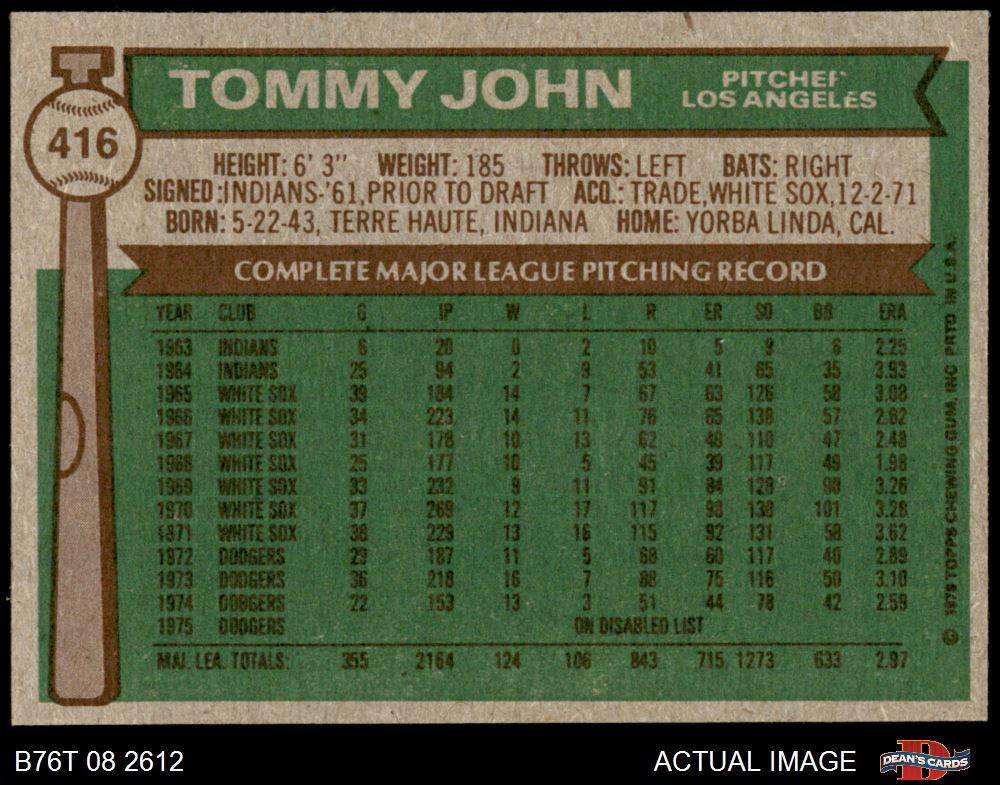 TOMMY JOHN
PITCHER
LOS ANGELES
416
HEIGHT: 6' 3" WEIGHT: 185 THROWS: LEFT BATS: RIGHT
SIGNED: INDIANS-'61, PRIOR TO DRAFT ACQ.: TRADE, WHITE SOX, 12-2-71
BORN: 5-22-43, TERRE HAUTE, INDIANA HOME: YORBA LINDA, CAL.
COMPLETE MAJOR LEAGUE PITCHING RECORD
YEAR CLUB G IP W L R ER SO BB ERA
1963 INDIANS 6 20 0 2 10 5 9 6 2.25
1964 INDIANS 25 94 2 9 53 41 65 35 3.93
1965 WHITE SOX 39 184 14 7 67 63 126 58 3.08
1966 WHITE SOX 34 223 14 11 76 65 138 57 2.62
1967 WHITE SOX 31 178 10 13 62 49 110 47 2.48
1968 WHITE SOX 25 177 10 5 45 39 117 49 1.98
1969 WHITE SOX 33 232 9 11 91 84 128 90 3.26
1970 WHITE SOX 37 269 12 17 117 98 138 101 3.28
1971 WHITE SOX 38 229 13 16 115 92 131 58 3.62
1972 DODGERS 29 187 11 5 68 60 117 40 2.89
1973 DODGERS 36 218 16 7 88 75 116 50 3.10
1974 DODGERS 22 153 13 3 51 44 78 42 2.59
1975 DODGERS ON DISABLED LIST
MAJ. LEA. TOTALS: 355 2164 124 106 843 715 1273 633 2.97
© 1976 TOPPS CHEWING GUM, INC PRTD IN U.S.A.
B76T 08 2612 ACTUAL IMAGE
D
DEAN'S CARDS